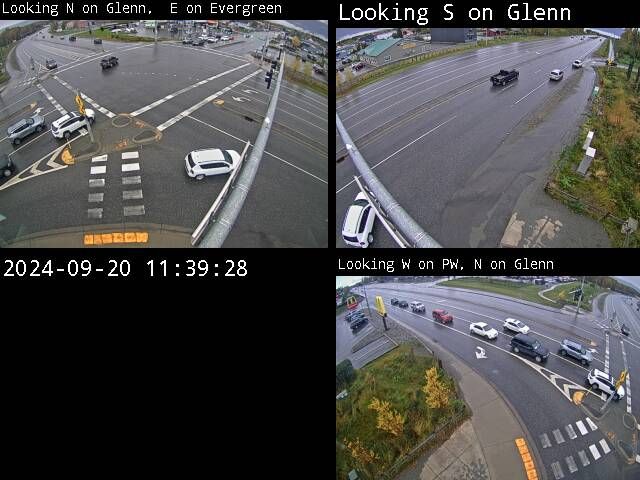 Looking N on Glenn, E on Evergreen
Looking S on Glenn
2024-09-20 11:39:28
Looking W on PW, N on Glenn